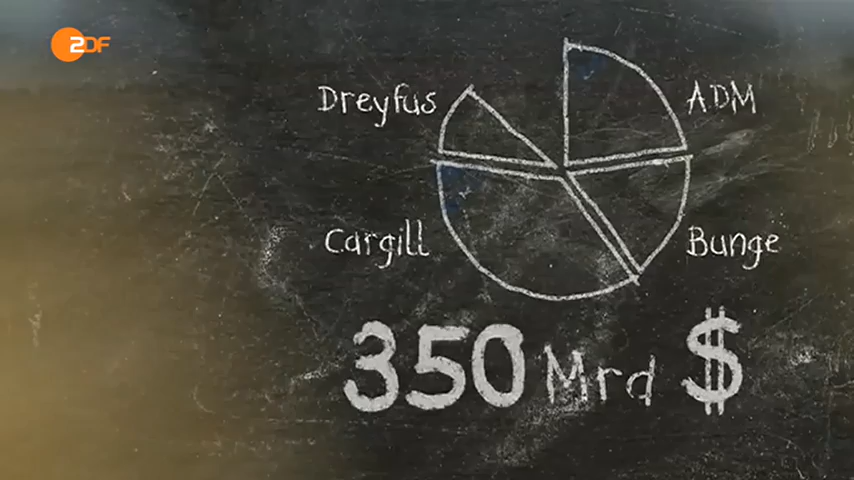 ZDF
Dreyfus
ADM
Cargill
Bunge
350 Mrd $